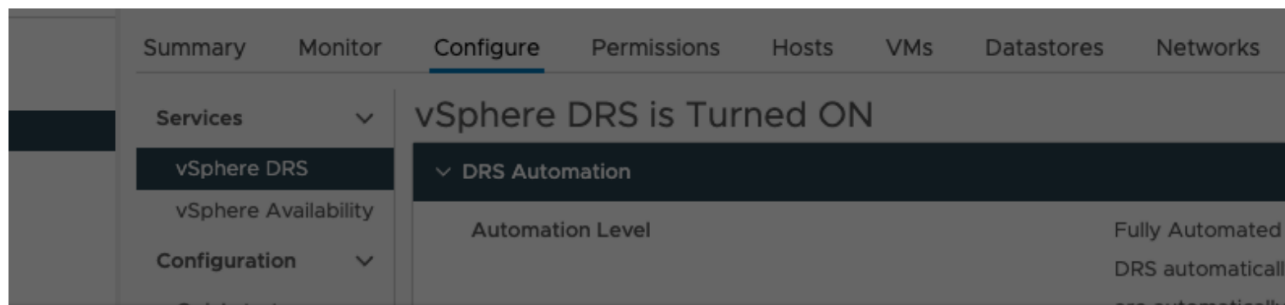 Summary Monitor Configure Permissions Hosts VMs Datastores Networks
Services
vSphere DRS
vSphere Availability
Configuration
vSphere DRS is Turned ON
DRS Automation
Automation Level
Fully Automated
DRS automaticall